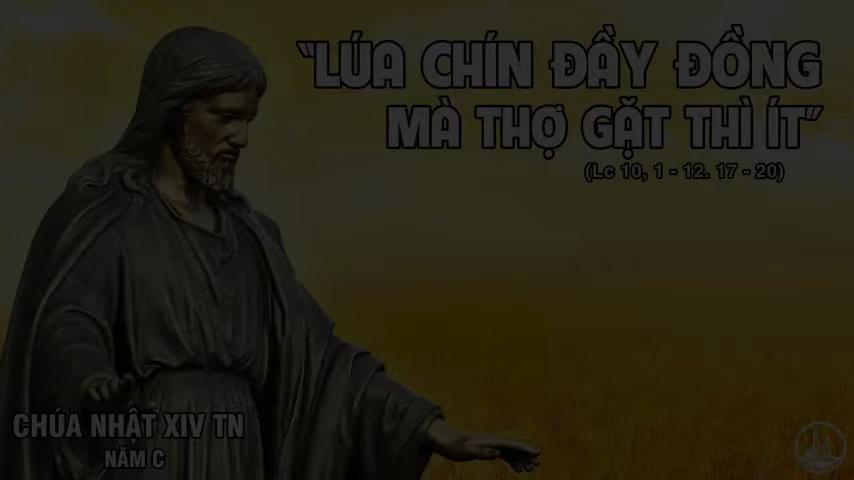 “LÚA CHÍN ĐẦY ĐỒNG
MÀ THỢ GẶT THÌ ÍT”
(Lc 10, 1 - 12. 17 - 20)
CHÚA NHẬT XIV TN
NĂM C